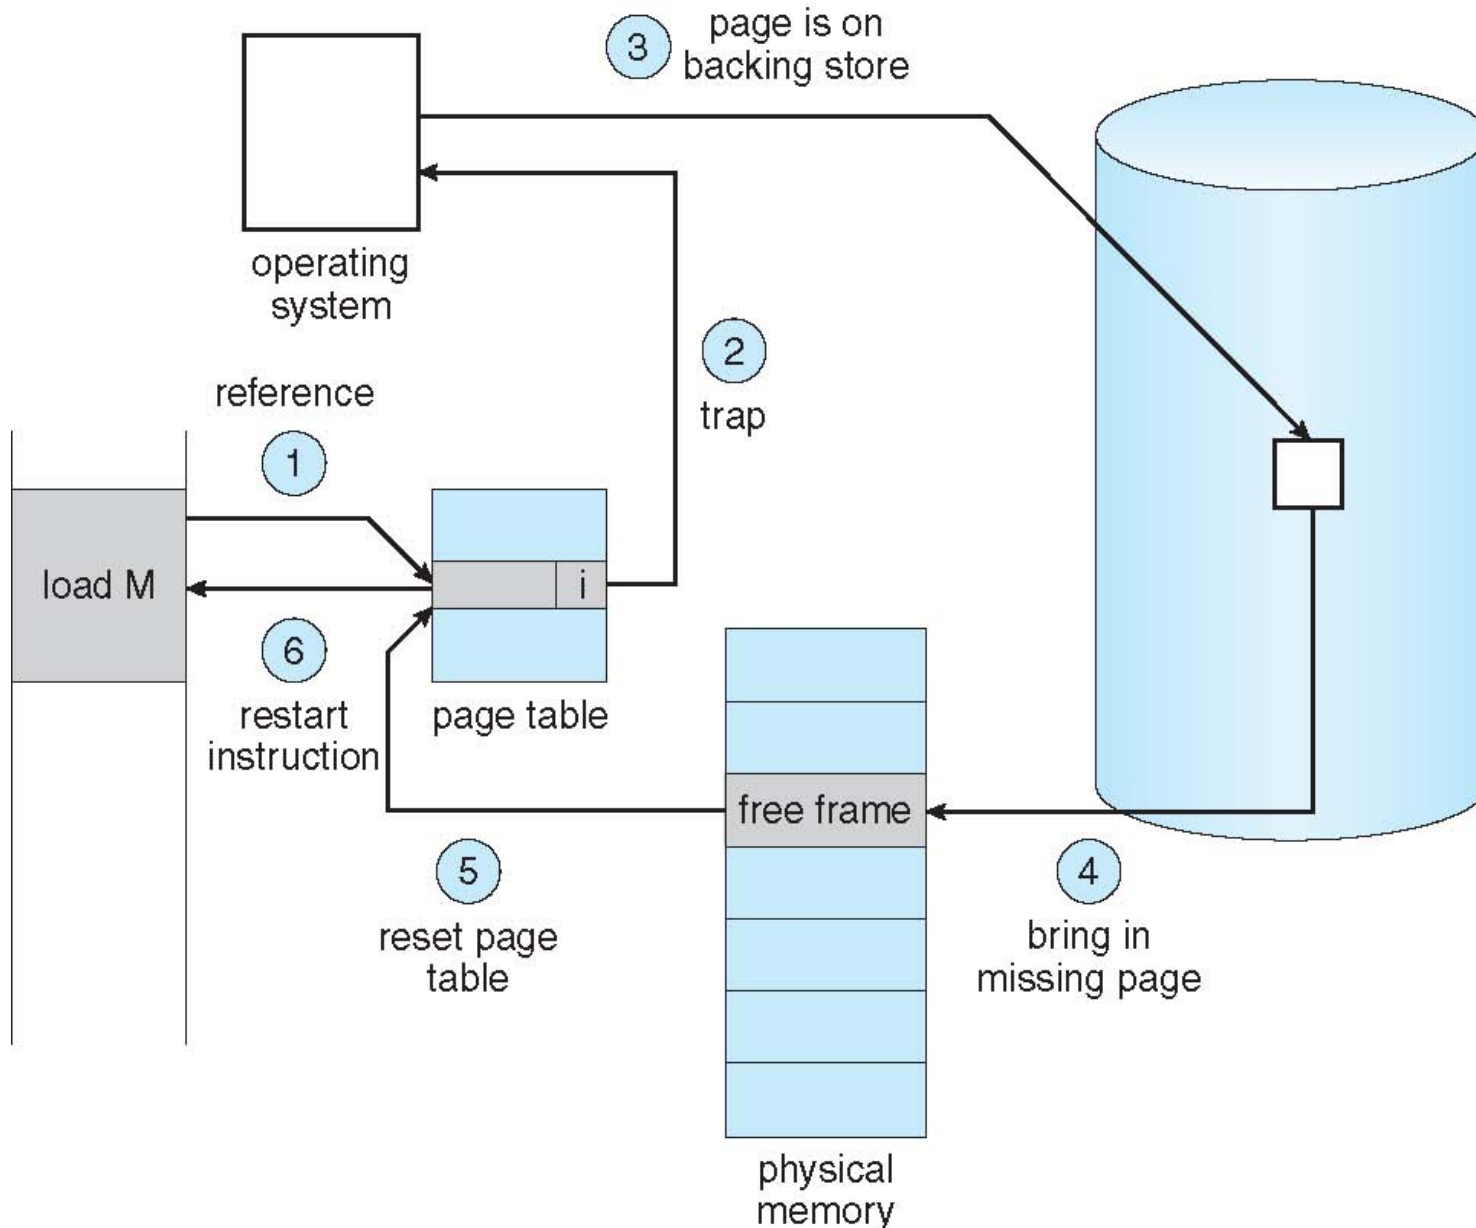 3
page is on
backing store
operating
system
2
trap
reference
1
load M
i
6
restart
instruction
page table
free frame
5
reset page
table
4
bring in
missing page
physical
memory